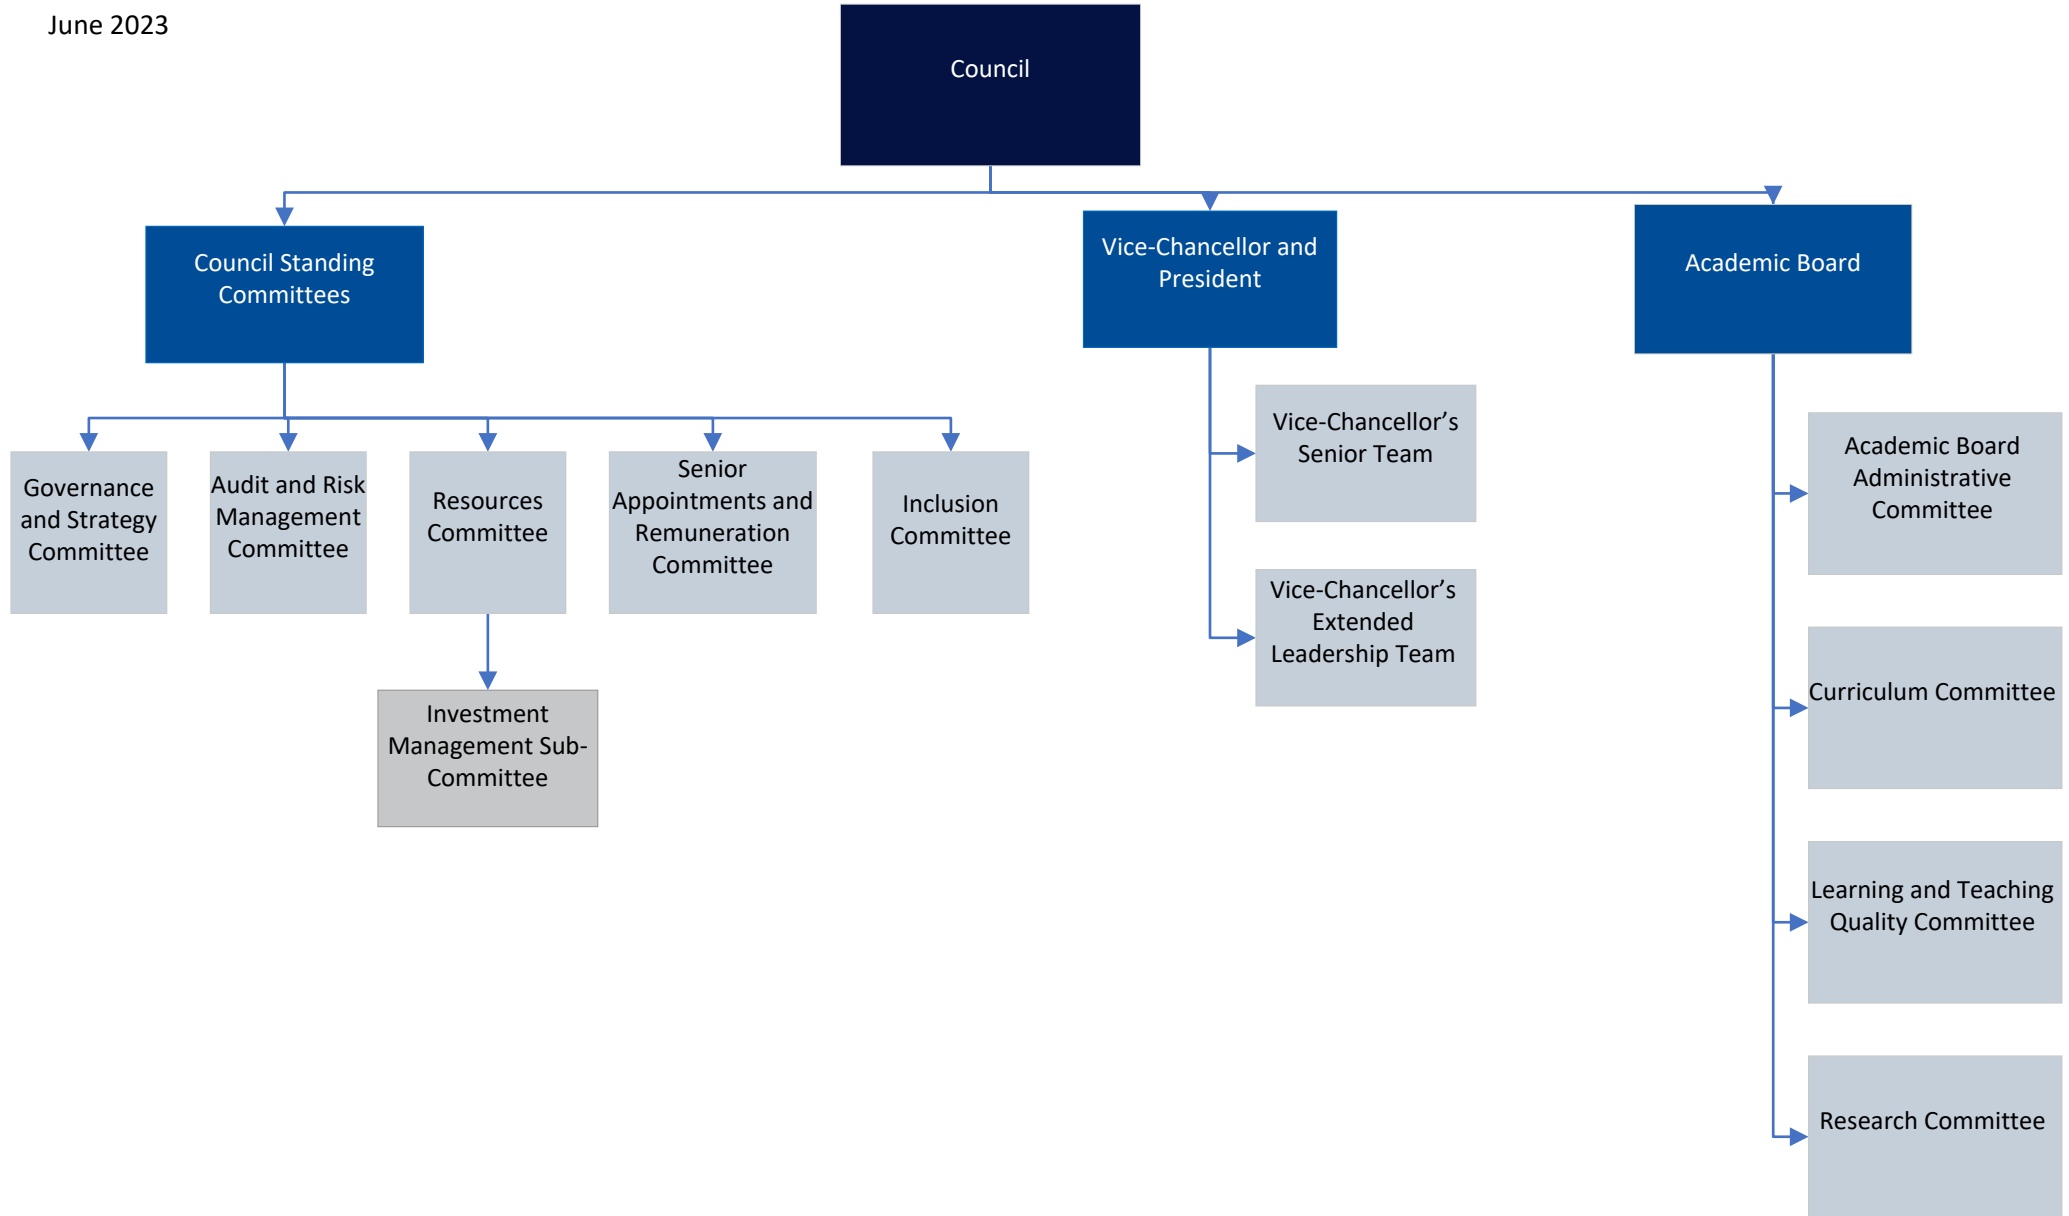 June 2023
Council
Council Standing
Committees
Vice-Chancellor and
President
Academic Board
Governance
and Strategy
Committee
Audit and Risk
Management
Committee
Resources
Committee
Senior
Appointments and
Remuneration
Committee
Inclusion
Committee
Investment
Management Sub-
Committee
Vice-Chancellor’s
Senior Team
Vice-Chancellor’s
Extended
Leadership Team
Academic Board
Administrative
Committee
Curriculum Committee
Learning and Teaching
Quality Committee
Research Committee